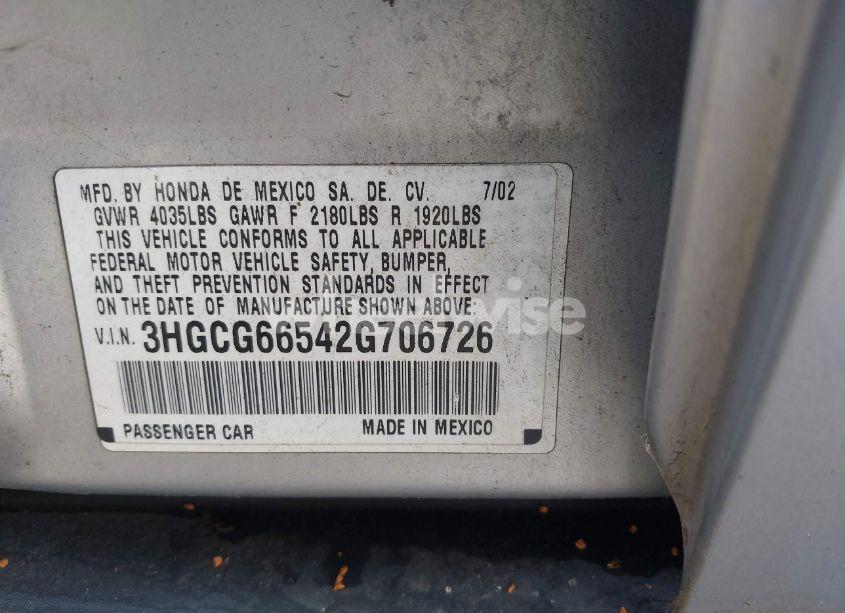 MFD. BY HONDA DE MEXICO SA. DE. CV. 7/02
GVWR 4035LBS GAWR F 2180LBS R 1920LBS
THIS VEHICLE CONFORMS TO ALL APPLICABLE
FEDERAL MOTOR VEHICLE SAFETY, BUMPER,
AND THEFT PREVENTION STANDARDS IN EFFECT
ON THE DATE OF MANUFACTURE SHOWN ABOVE:
V.I.N. 3HGCG66542G706726
PASSENGER CAR MADE IN MEXICO